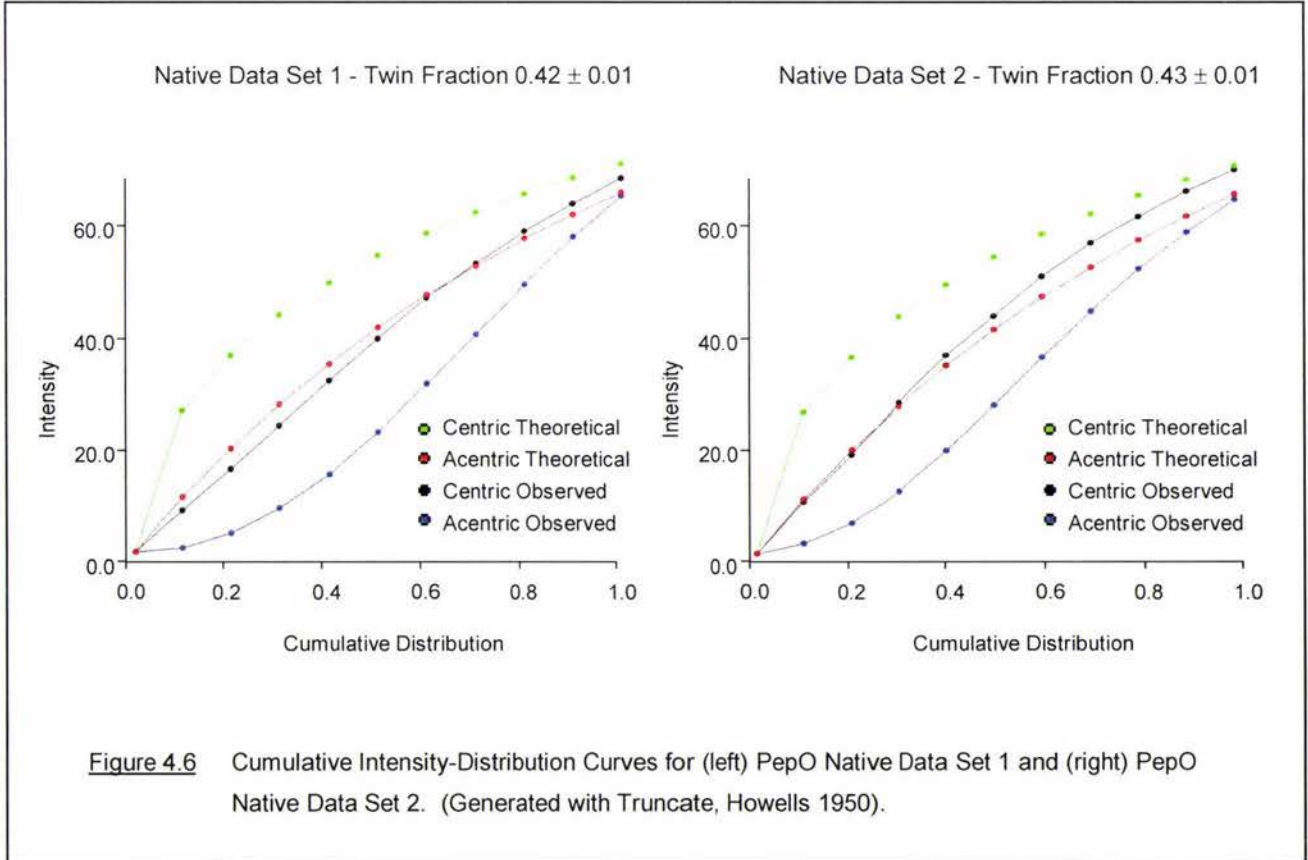 Native Data Set 1 - Twin Fraction 0.42 ± 0.01
Intensity
60.0
40.0
20.0
0.0
Centric Theoretical
Acentric Theoretical
Centric Observed
Acentric Observed
0.0 0.2 0.4 0.6 0.8 1.0
Cumulative Distribution
Native Data Set 2 - Twin Fraction 0.43 ± 0.01
Intensity
60.0
40.0
20.0
0.0
Centric Theoretical
Acentric Theoretical
Centric Observed
Acentric Observed
0.0 0.2 0.4 0.6 0.8 1.0
Cumulative Distribution
Figure 4.6 Cumulative Intensity-Distribution Curves for (left) PepO Native Data Set 1 and (right) PepO
Native Data Set 2. (Generated with Truncate, Howells 1950).